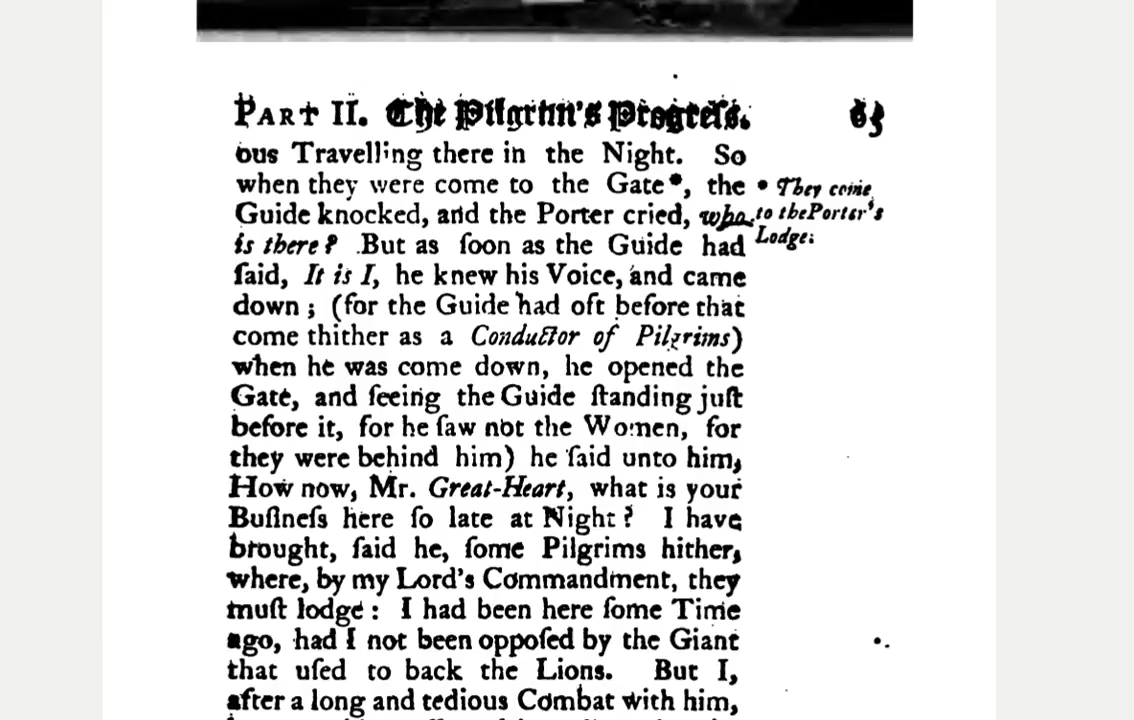 PART II. The Pilgrim's Progreſs. 63
ous Travelling there in the Night. So
when they were come to the Gate*, the
Guide knocked, and the Porter cried, who
is there? But as ſoon as the Guide had
ſaid, It is I, he knew his Voice, and came
down; (for the Guide had oft before that
come thither as a Conductor of Pilgrims)
when he was come down, he opened the
Gate, and ſeeing the Guide ſtanding juſt
before it, for he ſaw not the Women, for
they were behind him) he ſaid unto him,
How now, Mr. Great-Heart, what is your
Buſineſs here ſo late at Night? I have
brought, ſaid he, ſome Pilgrims hither,
where, by my Lord's Commandment, they
muſt lodge: I had been here ſome Time
ago, had I not been oppoſed by the Giant
that uſed to back the Lions. But I,
after a long and tedious Combat with him,
* They come
to the Porter's
Lodge: